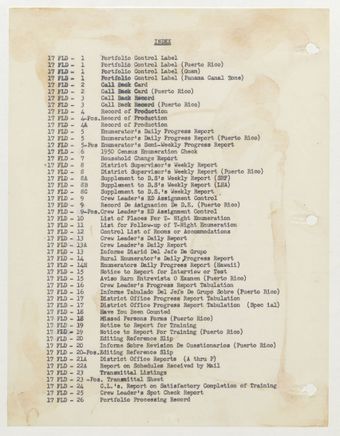 INDEX
17 FLD - 1 Portfolio Control Label
17 FLD - 1 Portfolio Control Label (Puerto Rico)
17 FLD - 1 Portfolio Control Label (Guam)
17 FLD - 1 Portfolio Control Label (Panama Canal Zone)
17 FLD - 2 Call Back Card
17 FLD - 2 Call Back Card (Puerto Rico)
17 FLD - 3 Call Back Record
17 FLD - 3 Call Back Record (Puerto Rico)
17 FLD - 4 Record of Production
17 FLD - 4-Pos. Record of Production
17 FLD - 4A Record of Production
17 FLD - 5 Enumerator's Daily Progress Report
17 FLD - 5 Enumerator's Daily Progress Report (Puerto Rico)
17 FLD - 5-Pos Enumerator's Semi-Weekly Progress Report
17 FLD - 6 1950 Census Enumeration Check
17 FLD - 7 Household Change Report
17 FLD - 8 District Supervisor's Weekly Report
17 FLD - 8 District Supervisor's Weekly Report (Puerto Rico)
17 FLD - 8A Supplement to D.S's Weekly Report
17 FLD - 8B Supplement to D.S's Weekly Report
17 FLD - 8C Supplement to D.S.'s Weekly Report
17 FLD - 9 Crew Leader's ED Assignment Control
17 FLD - 9 Record De Asignacion De D.E. (Puerto Rico)
17 FLD - 9-Pos. Crew Leader's ED Assignment Control
17 FLD - 10 List of Places For T- Night Enumeration
17 FLD - 11 List for Follow-up of T-Night Enumeration
17 FLD - 12 Control List of Rooms or Accommodations
17 FLD - 13 Crew Leader's Daily Report
17 FLD - 13A Crew Leader's Daily Report
17 FLD - 13 Informe Diario Del Jefe De Grupo
17 FLD - 14 Rural Enumerator's Daily Progress Report
17 FLD - 14H Enumerators Daily Progress Report (Hawaii)
17 FLD - 15 Notice to Report for Interview or Test
17 FLD - 15 Aviso Para Entrevista O Examen (Puerto Rico)
17 FLD - 16 Crew Leader's Progress Report Tabulation
17 FLD - 16 Informe Tabulado Del Jefe De Grupo Sobre (Puerto Rico)
17 FLD - 17 District Office Progress Report Tabulation
17 FLD - 17 District Office Progress Report Tabulation (Special)
17 FLD - 18 Have You Been Counted
17 FLD - 18 Missed Persons Forms (Puerto Rico)
17 FLD - 19 Notice to Report for Training
17 FLD - 19 Notice to Report For Training (Puerto Rico)
17 FLD - 20 Editing Reference Slip
17 FLD - 20 Informe Sobre Revision De Cuestionarios (Puerto Rico)
17 FLD - 20-Pos. Editing Reference Slip
17 FLD - 21A District Office Reports (A thru F)
17 FLD - 22A Report on Schedules Received by Mail
17 FLD - 23 Transmittal Listings
17 FLD - 23 -Pos. Transmittal Sheet
17 FLD - 24 C.L.'s. Report on Satisfactory Completion of Training
17 FLD - 25 Crew Leader's Spot Check Report
17 FLD - 26 Portfolio Processing Record